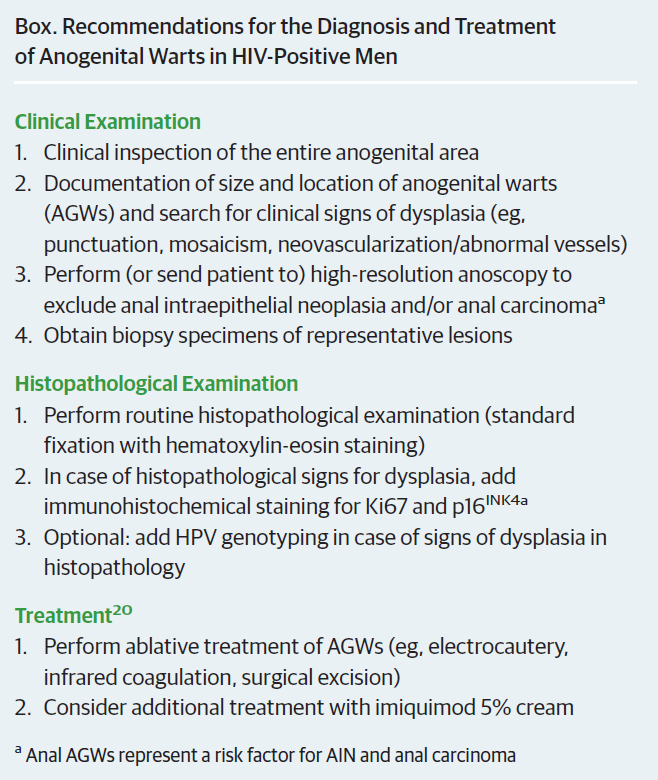 Box. Recommendations for the Diagnosis and Treatment
of Anogenital Warts in HIV-Positive Men
Clinical Examination
1. Clinical inspection of the entire anogenital area
2. Documentation of size and location of anogenital warts
(AGWs) and search for clinical signs of dysplasia (eg,
punctuation, mosaicism, neovascularization/abnormal vessels)
3. Perform (or send patient to) high-resolution anoscopy to
exclude anal intraepithelial neoplasia and/or anal carcinomaᵃ
4. Obtain biopsy specimens of representative lesions
Histopathological Examination
1. Perform routine histopathological examination (standard
fixation with hematoxylin-eosin staining)
2. In case of histopathological signs for dysplasia, add
immunohistochemical staining for Ki67 and p16ᴵᴺᴷ⁴ᵃ
3. Optional: add HPV genotyping in case of signs of dysplasia in
histopathology
Treatment²⁰
1. Perform ablative treatment of AGWs (eg, electrocautery,
infrared coagulation, surgical excision)
2. Consider additional treatment with imiquimod 5% cream
ᵃ Anal AGWs represent a risk factor for AIN and anal carcinoma